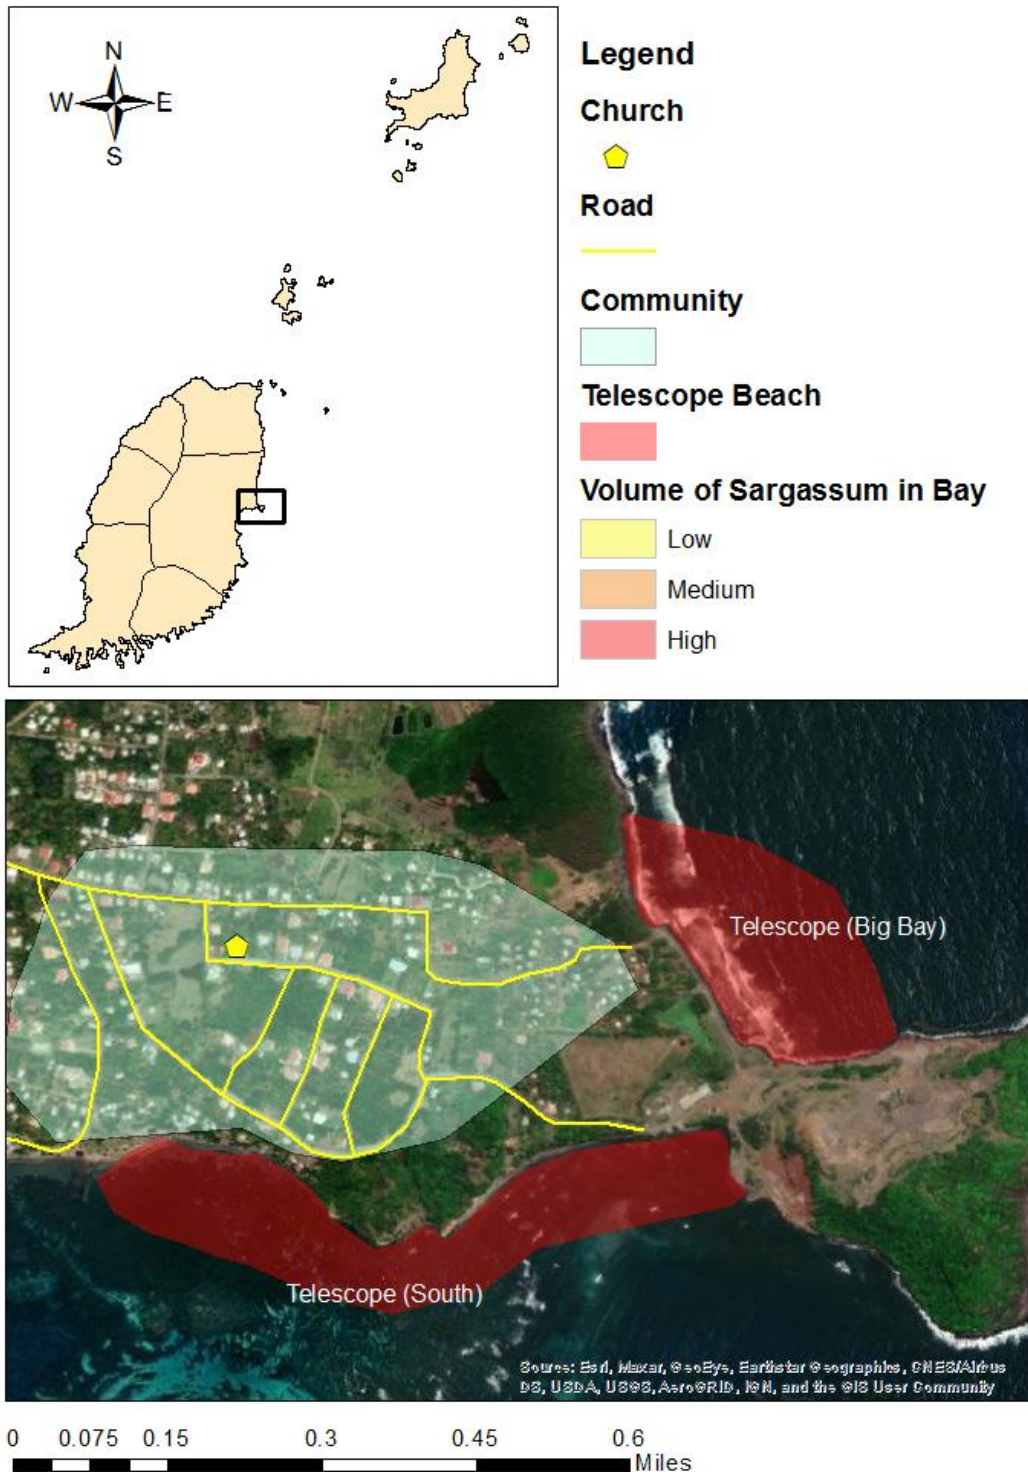 N
W E
S
Legend
Church
Road
Community
Telescope Beach
Volume of Sargassum in Bay
Low
Medium
High
Telescope (Big Bay)
Telescope (South)
Source: Esri, Maxar, GeoEye, Earthstar Geographics, CNES/Airbus
DS, USDA, USGS, AeroGRID, IGN, and the GIS User Community
0 0.075 0.15 0.3 0.45 0.6
Miles